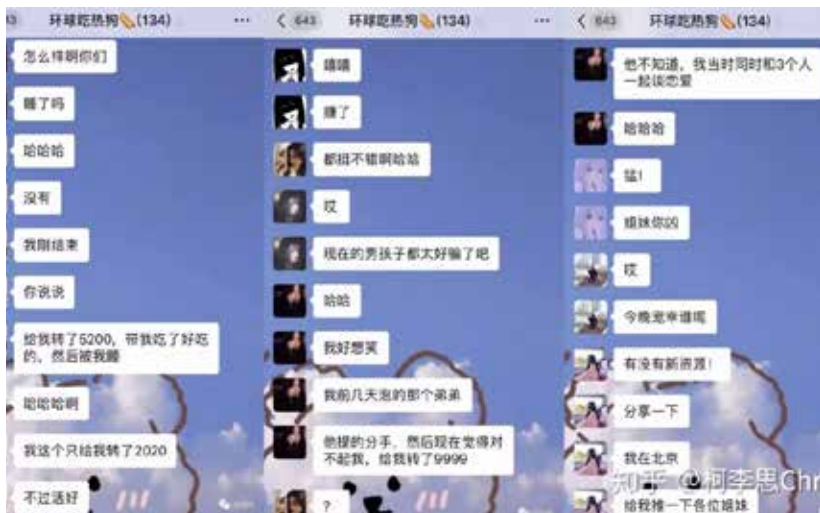 环球吃热狗🌭(134)
怎么样啊你们
睡了吗
哈哈哈
没有
我刚结束
你说说
给我转了5200，带我吃了好吃
的，然后被我睡
哈哈哈啊
我这个只给我转了2020
不过活好
643
环球吃热狗🌭(134)
嘻嘻
赚了
都挺不错啊哈哈
哎
现在的男孩子都太好骗了吧
哈哈
我好想笑
我前几天泡的那个弟弟
他提的分手，然后现在觉得对
不起我，给我转了9999
？
643
环球吃热狗🌭(134)
他不知道，我当时同时和3个人
一起谈恋爱
哈哈哈
猛！
姐妹你凶
哎
今晚宠幸谁呢
有没有新资源！
分享一下
我在北京
给我推一下各位姐妹
知乎 @柯李思Chr